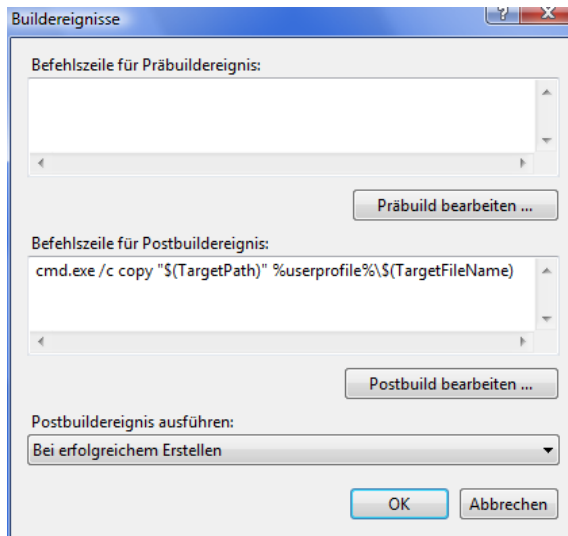 Buildereignisse
Befehlszeile für Präbuildereignis:
Präbuild bearbeiten ...
Befehlszeile für Postbuildereignis:
cmd.exe /c copy "$(TargetPath)" %userprofile%\$(TargetFileName)
Postbuild bearbeiten ...
Postbuildereignis ausführen:
Bei erfolgreichem Erstellen
OK Abbrechen